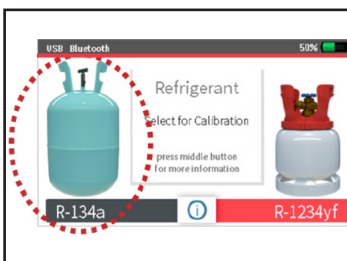 USB Bluetooth 50%
Refrigerant
Select for Calibration
press middle button
for more information
R-134a i R-1234yf